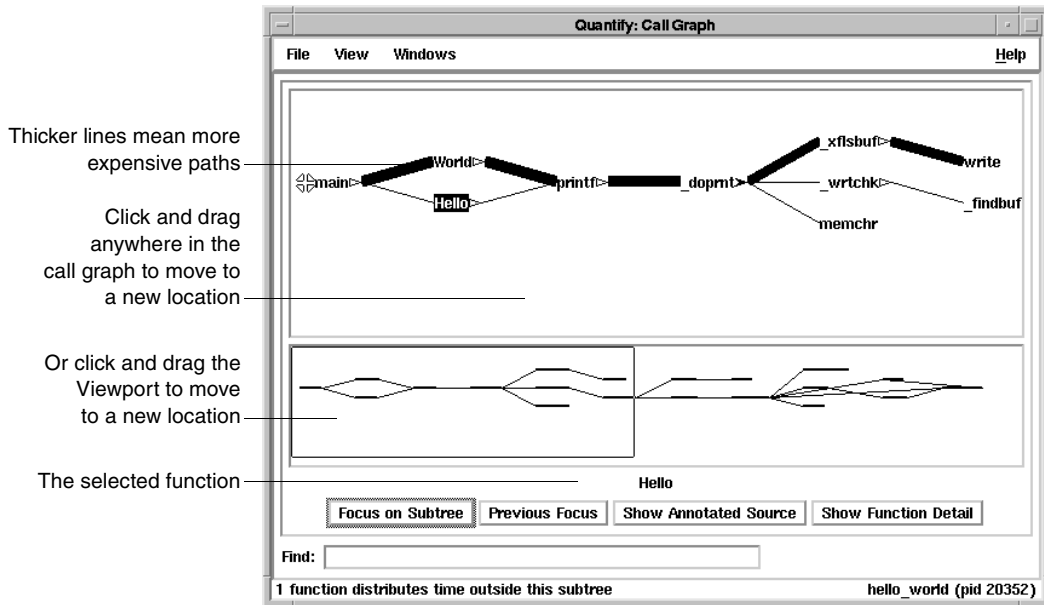 Quantify: Call Graph
File View Windows Help
Thicker lines mean more
expensive paths
Click and drag
anywhere in the
call graph to move to
a new location
_xflsbuf
World
write
main
printf
_doprnt
_wrtchk
Hello
_findbuf
memchr
Or click and drag the
Viewport to move
to a new location
The selected function
Hello
Focus on Subtree Previous Focus Show Annotated Source Show Function Detail
Find:
1 function distributes time outside this subtree hello_world (pid 20352)